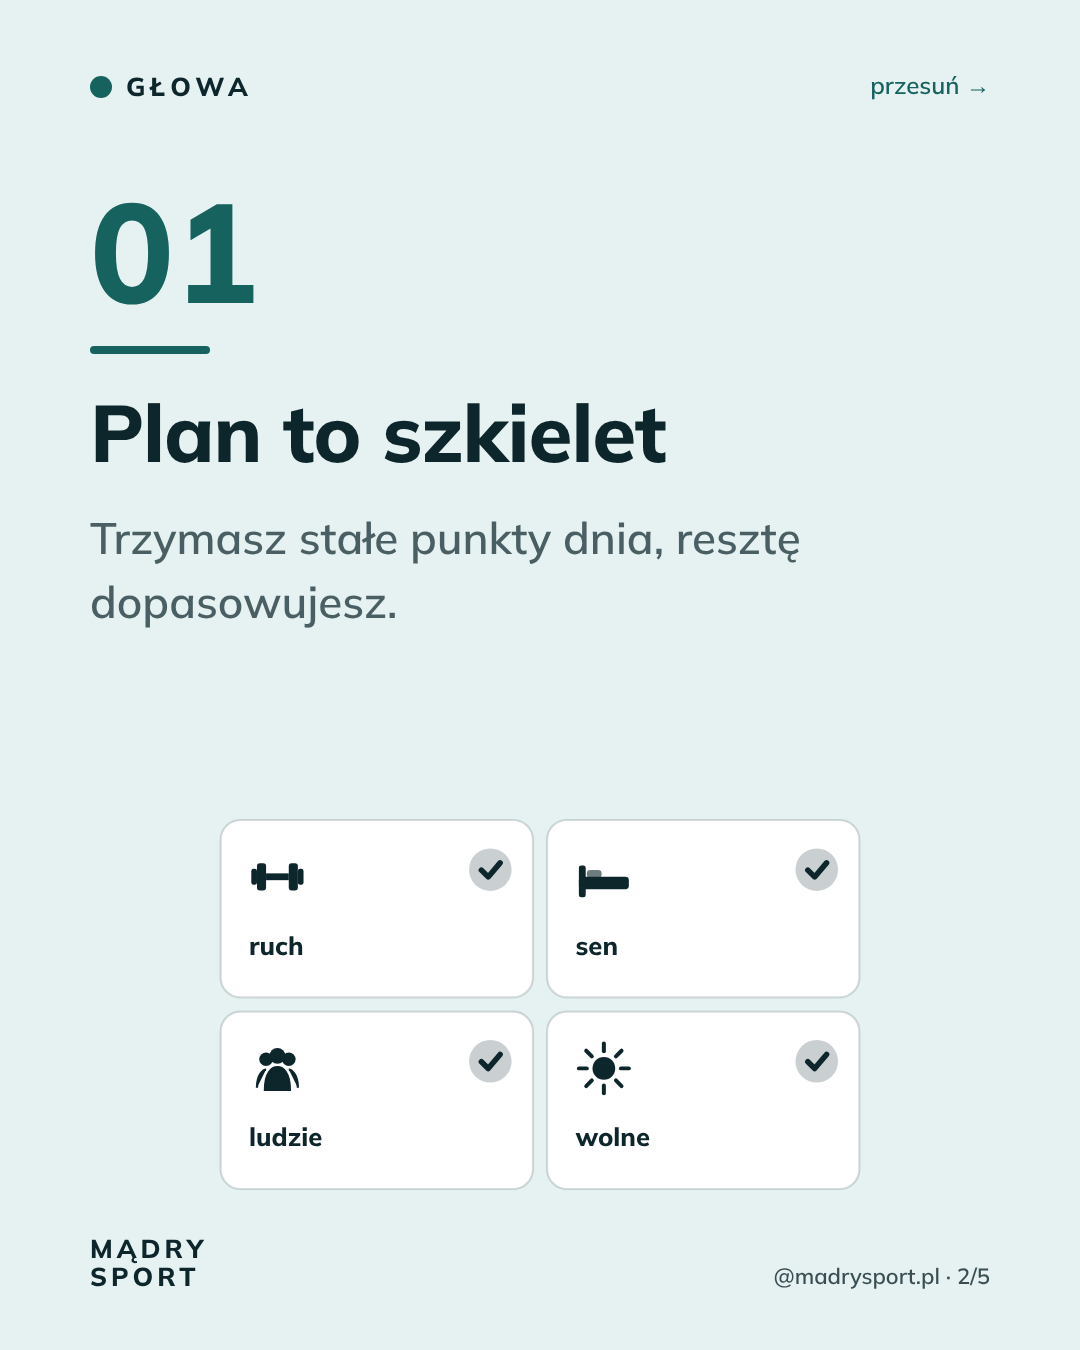 GŁOWA
przesuń →
01
Plan to szkielet
Trzymasz stałe punkty dnia, resztę
dopasowujesz.
ruch
sen
ludzie
wolne
MĄDRY
SPORT
@madrysport.pl · 2/5